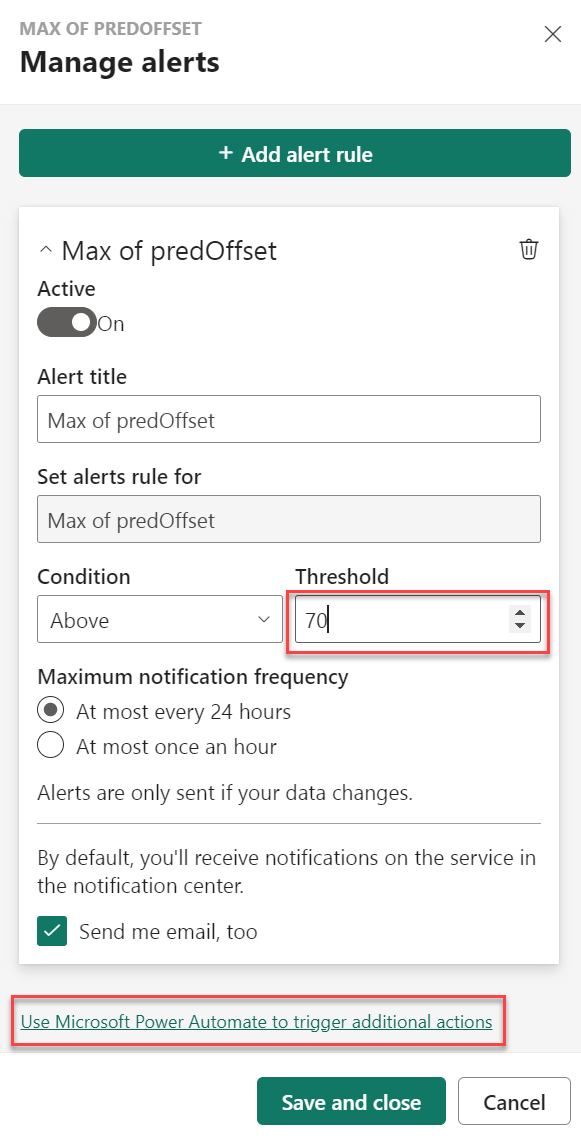 MAX OF PREDOFFSET
Manage alerts
+ Add alert rule
Max of predOffset
Active
On
Alert title
Max of predOffset
Set alerts rule for
Max of predOffset
Condition
Threshold
Above
70
Maximum notification frequency
At most every 24 hours
At most once an hour
Alerts are only sent if your data changes.
By default, you'll receive notifications on the service in
the notification center.
Send me email, too
Use Microsoft Power Automate to trigger additional actions
Save and close
Cancel